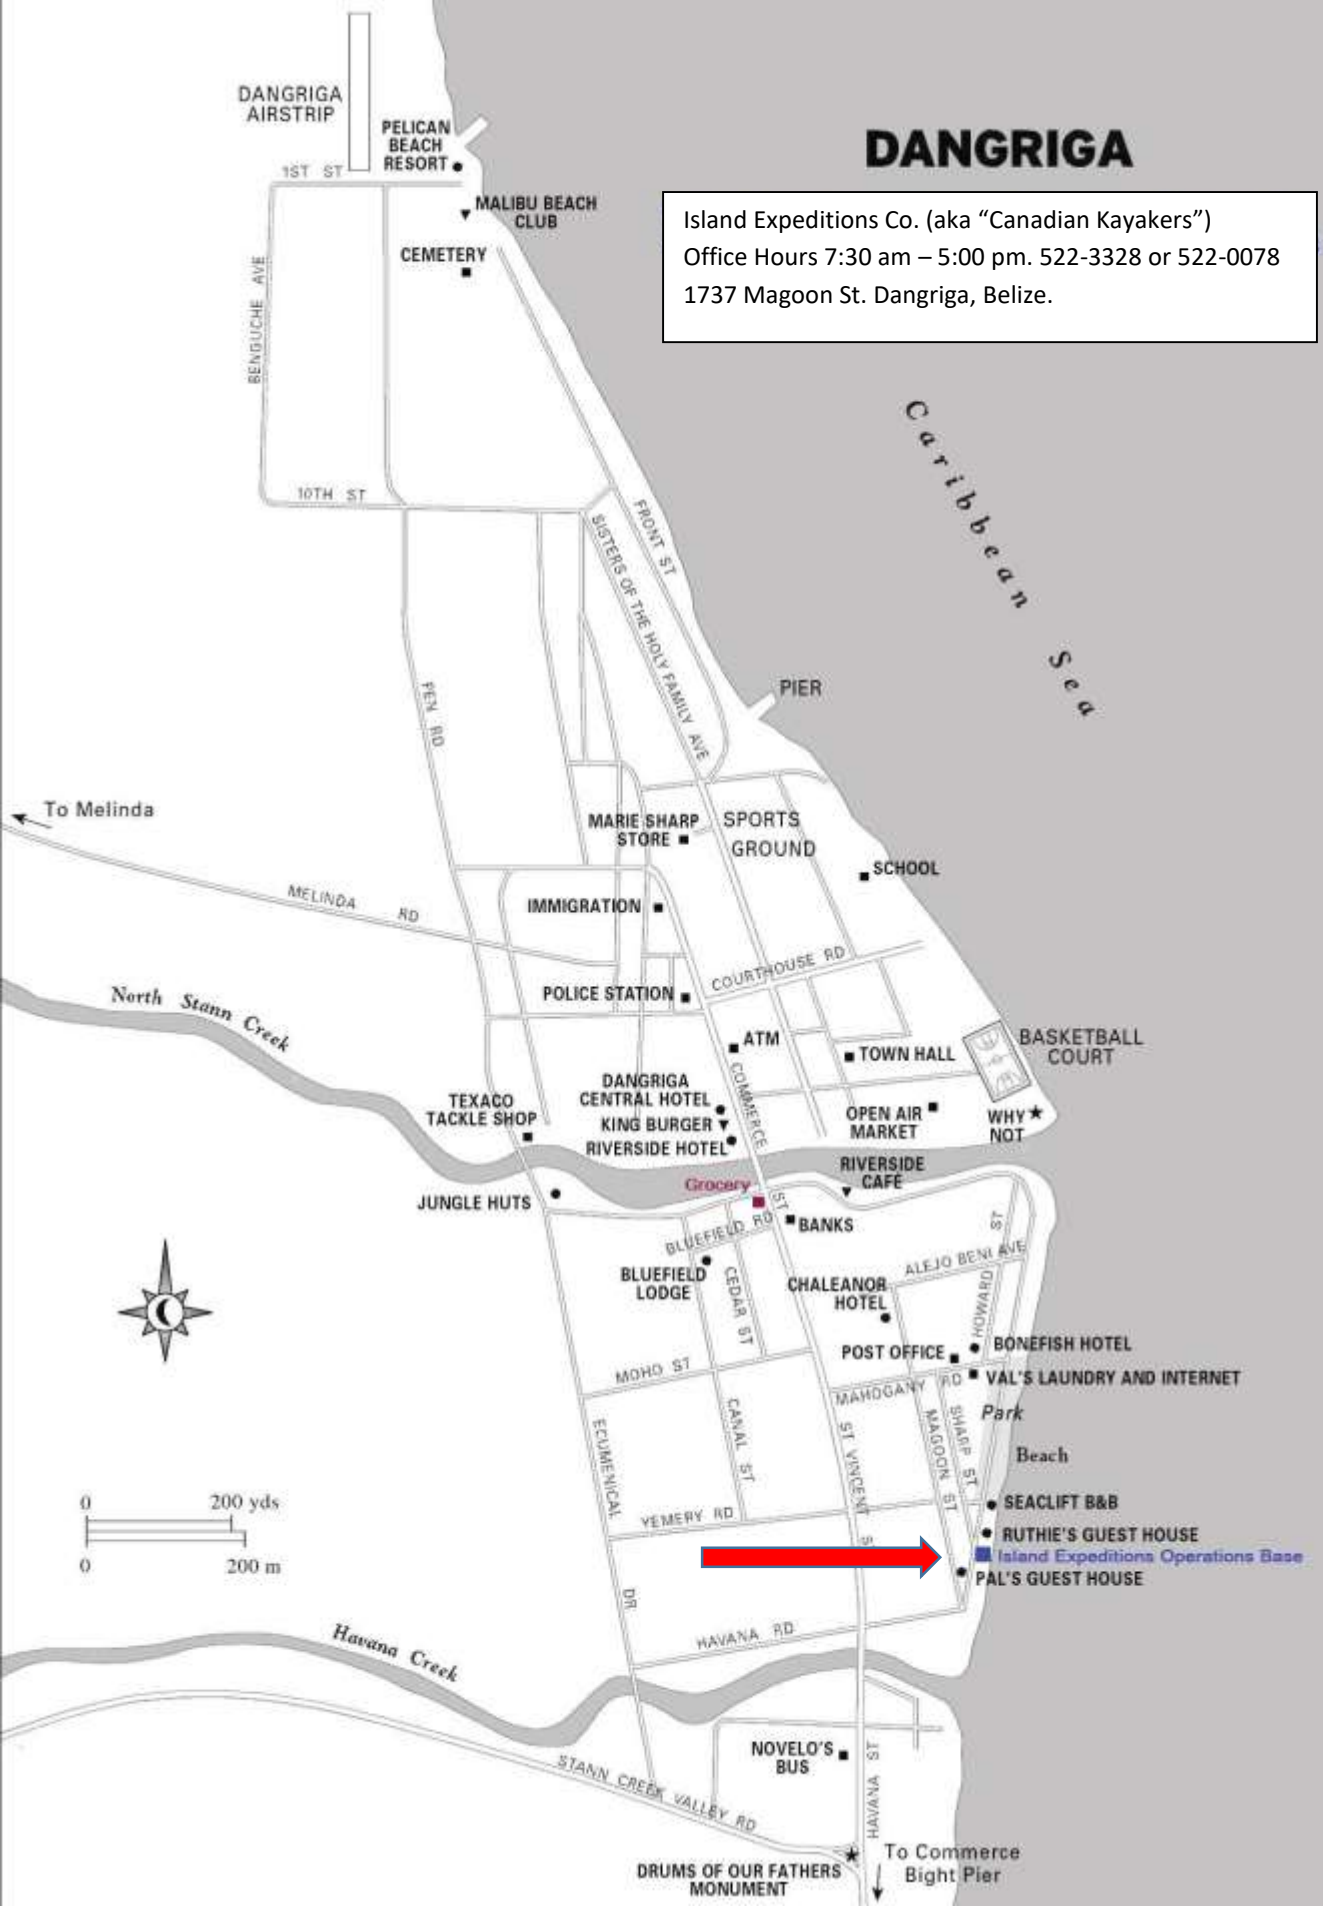 DANGRIGA
AIRSTRIP
PELICAN
BEACH
RESORT
DANGRIGA
1ST ST
MALIBU BEACH
CLUB
Island Expeditions Co. (aka “Canadian Kayakers”)
Office Hours 7:30 am – 5:00 pm. 522-3328 or 522-0078
1737 Magoon St. Dangriga, Belize.
CEMETERY
BENGUCHE AVE
Caribbean Sea
10TH ST
FRONT ST
SISTERS OF THE HOLY FAMILY AVE
PEN RD
PIER
To Melinda
MARIE SHARP
STORE
SPORTS
GROUND
SCHOOL
MELINDA RD
IMMIGRATION
COURTHOUSE RD
North Stann Creek
POLICE STATION
ATM
TOWN HALL
BASKETBALL
COURT
COMMERCE ST
DANGRIGA
CENTRAL HOTEL
KING BURGER
RIVERSIDE HOTEL
TEXACO
TACKLE SHOP
OPEN AIR
MARKET
WHY
NOT
RIVERSIDE
CAFÉ
Grocery
JUNGLE HUTS
BANKS
BLUEFIELD RD
BLUEFIELD
LODGE
CEDAR ST
ALEJO BENI AVE
HOWARD ST
CHALEANOR
HOTEL
POST OFFICE
BONEFISH HOTEL
MOHO ST
MAHOGANY RD
VAL'S LAUNDRY AND INTERNET
Park
Beach
CANAL ST
ECUMENICAL DR
ST VINCENT ST
MAGOON ST
SHARP ST
0 200 yds
0 200 m
YEMERY RD
SEACLIFT B&B
RUTHIE'S GUEST HOUSE
Island Expeditions Operations Base
PAL'S GUEST HOUSE
HAVANA RD
Havana Creek
NOVELO'S
BUS
STANN CREEK VALLEY RD
HAVANA ST
To Commerce
Bight Pier
DRUMS OF OUR FATHERS
MONUMENT